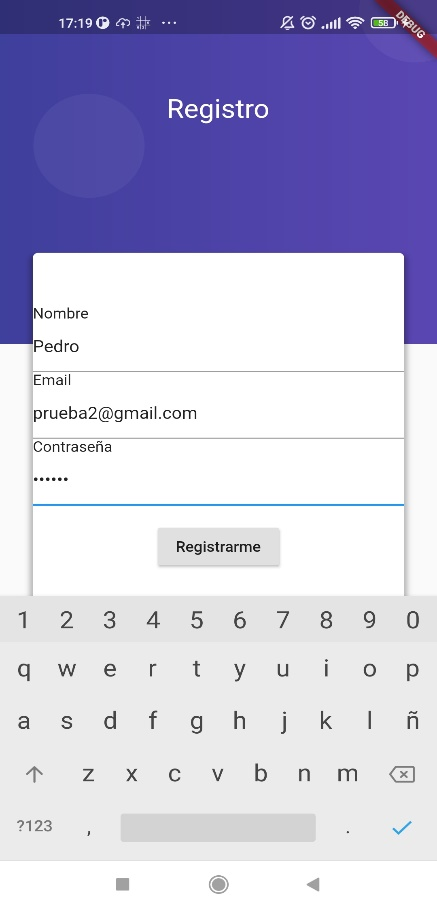 17:19 ... 58
DEBUG
Registro
Nombre
Pedro
Email
prueba2@gmail.com
Contraseña
••••••
Registrarme
1 2 3 4 5 6 7 8 9 0
q w e r t y u i o p
a s d f g h j k l ñ
z x c v b n m
?123 , .